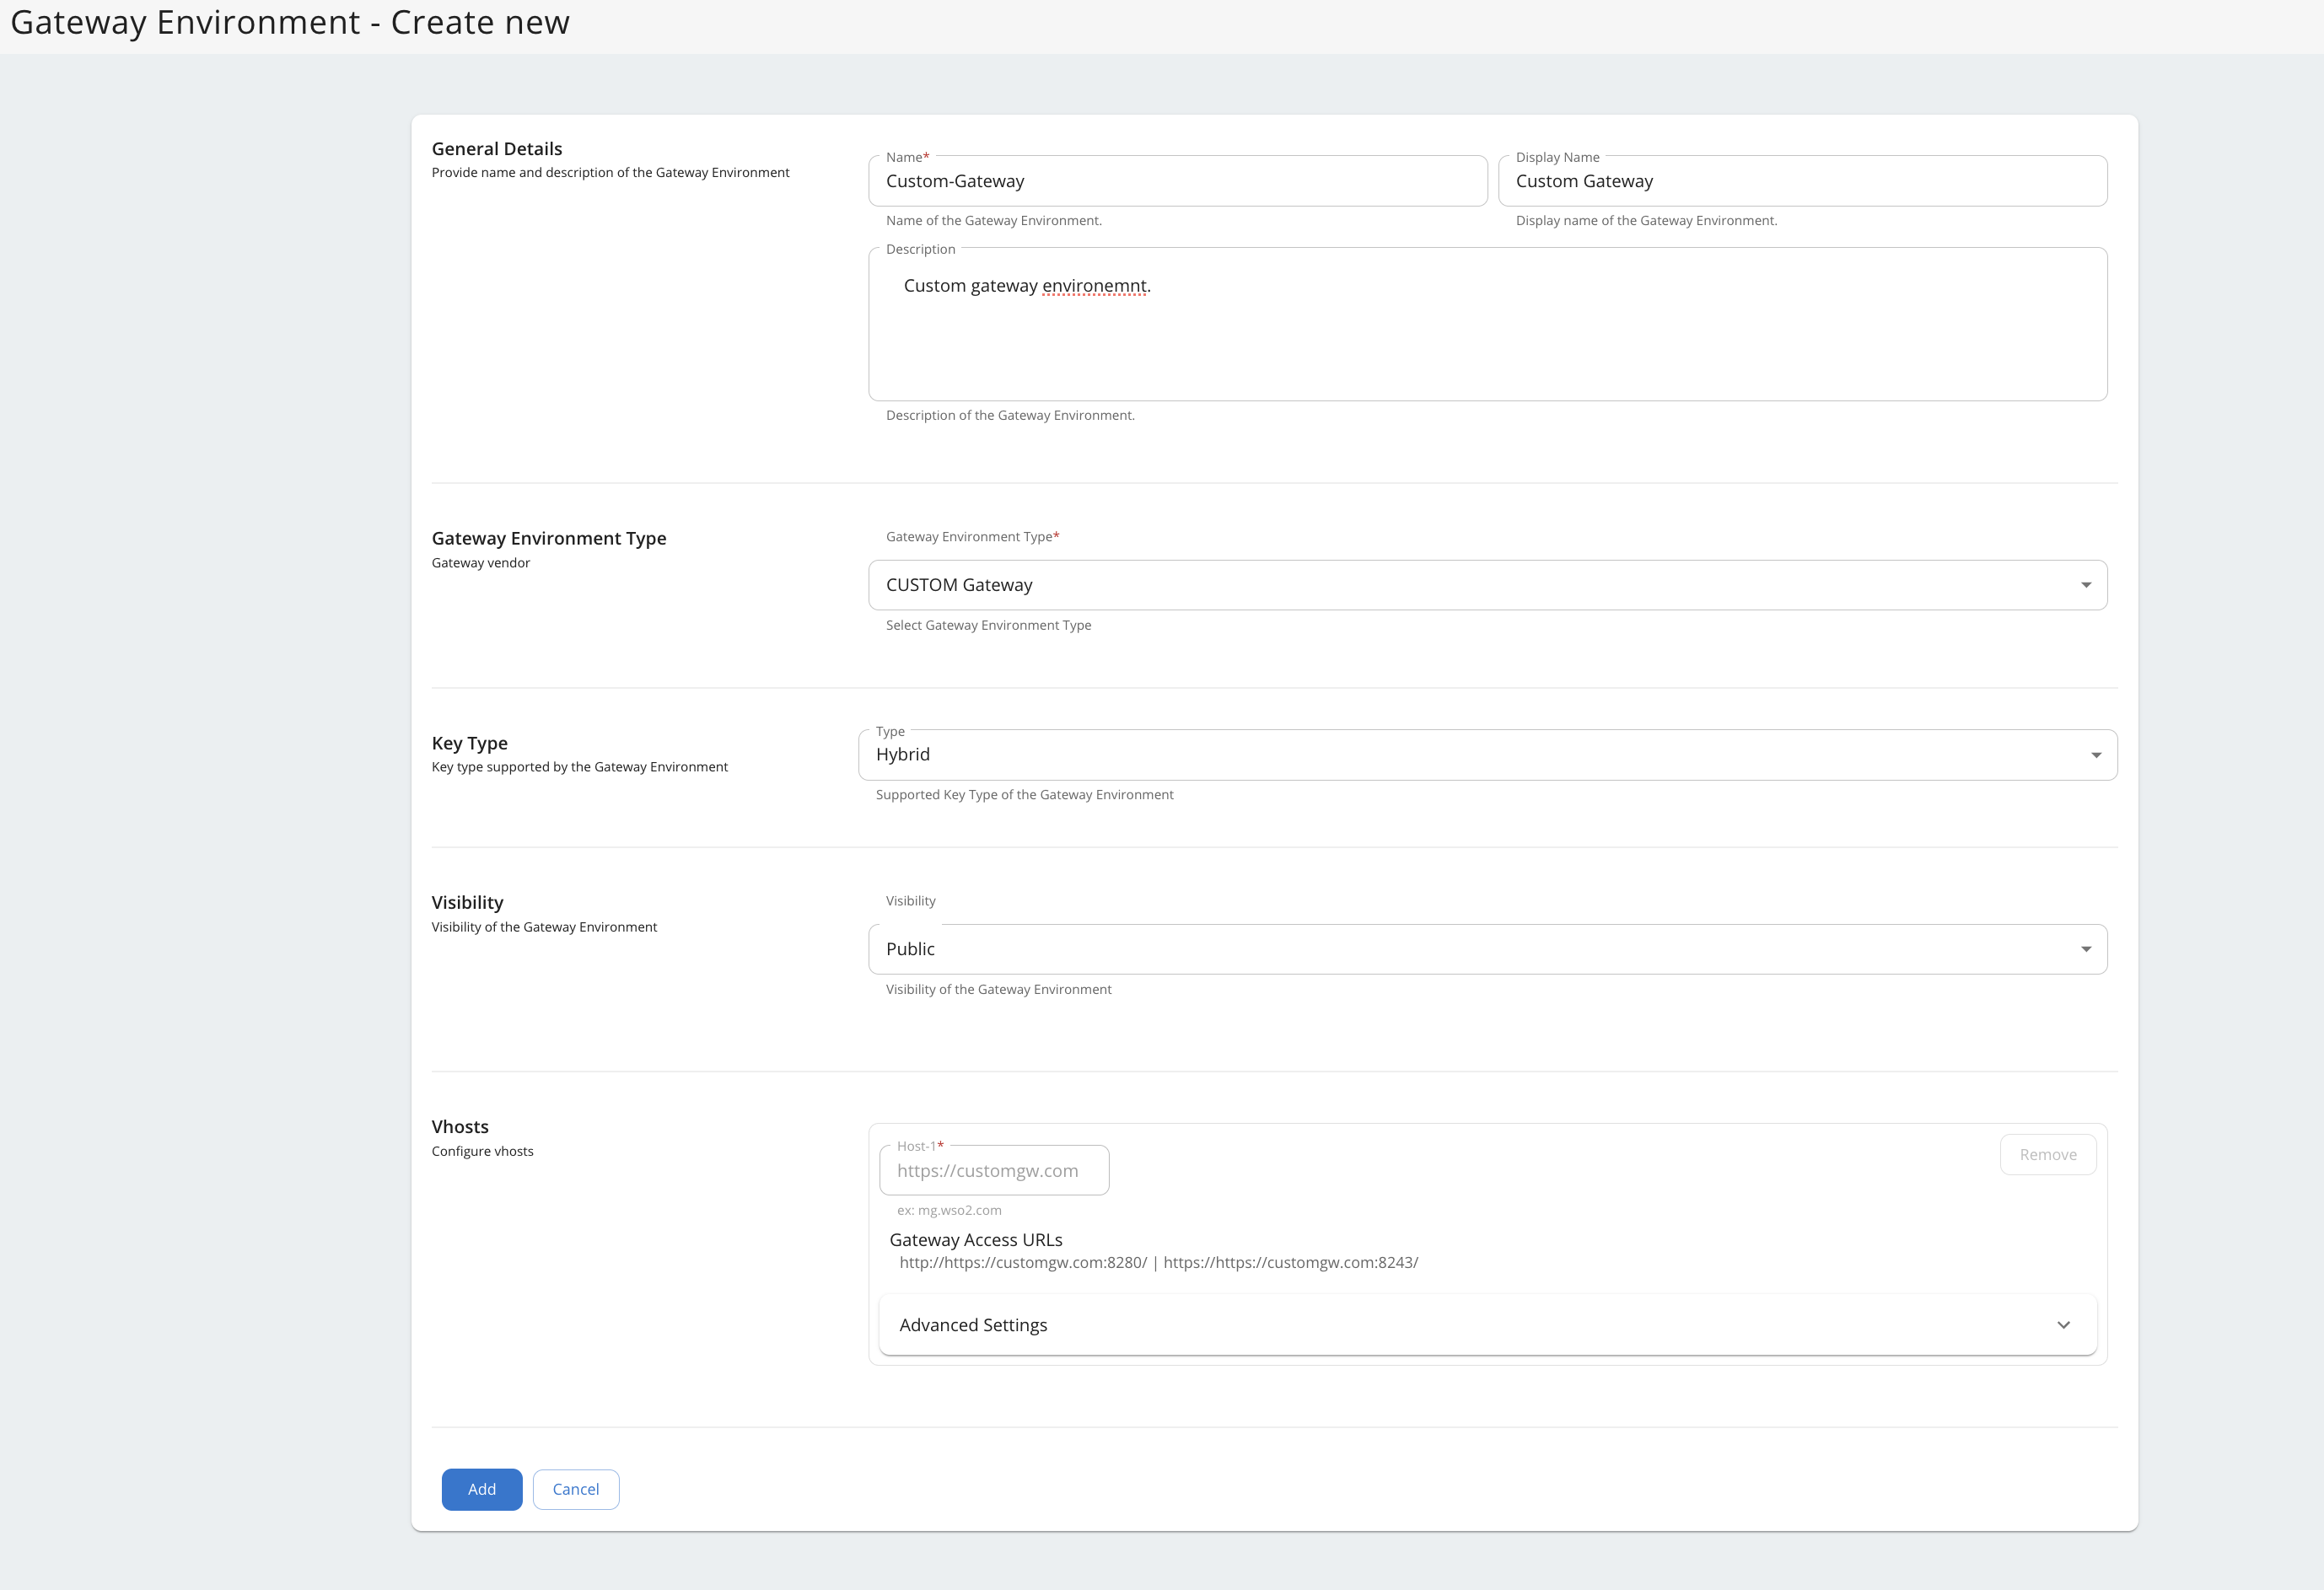 Gateway Environment - Create new
General Details
Provide name and description of the Gateway Environment
Name*
Custom-Gateway
Name of the Gateway Environment.
Display Name
Custom Gateway
Display name of the Gateway Environment.
Description
Custom gateway environemnt.
Description of the Gateway Environment.
Gateway Environment Type
Gateway vendor
Gateway Environment Type*
CUSTOM Gateway
Select Gateway Environment Type
Key Type
Key type supported by the Gateway Environment
Type
Hybrid
Supported Key Type of the Gateway Environment
Visibility
Visibility of the Gateway Environment
Visibility
Public
Visibility of the Gateway Environment
Vhosts
Configure vhosts
Host-1*
https://customgw.com
ex: mg.wso2.com
Remove
Gateway Access URLs
http://https://customgw.com:8280/ | https://https://customgw.com:8243/
Advanced Settings
Add
Cancel